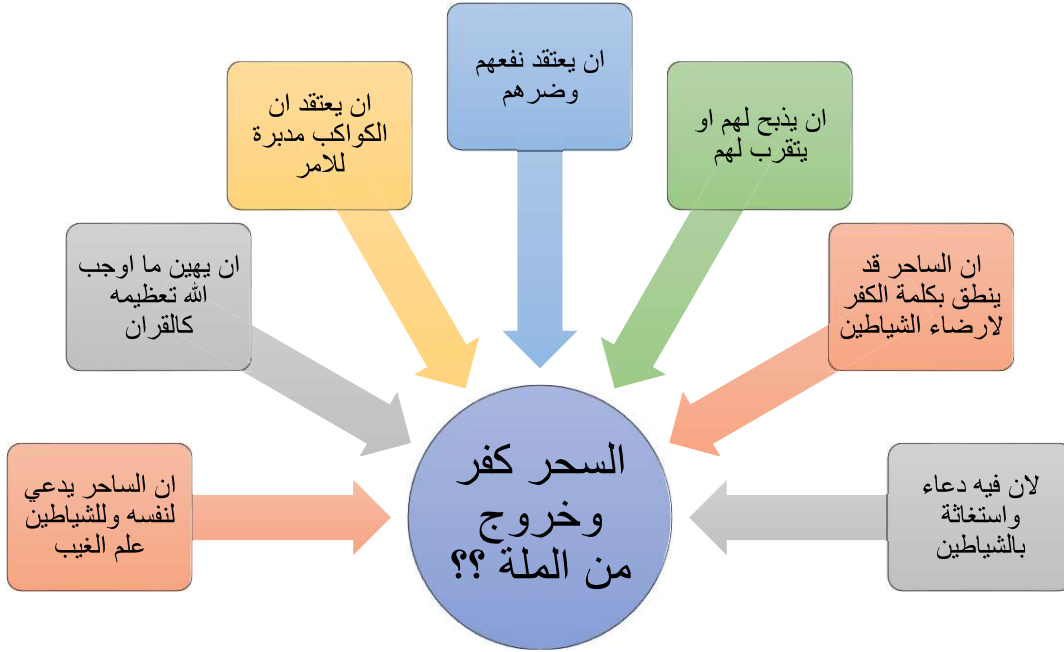 ان يعتقد نفعهم
وضرهم
ان يذبح لهم او
يتقرب لهم
ان يعتقد ان
الكواكب مدبرة
للامر
ان الساحر قد
ينطق بكلمة الكفر
لارضاء الشياطين
ان يهين ما اوجب
الله تعظيمه
كالقران
لان فيه دعاء
واستغاثة
بالشياطين
ان الساحر يدعي
لنفسه وللشياطين
علم الغيب
السحر كفر
وخروج
من الملة ؟؟